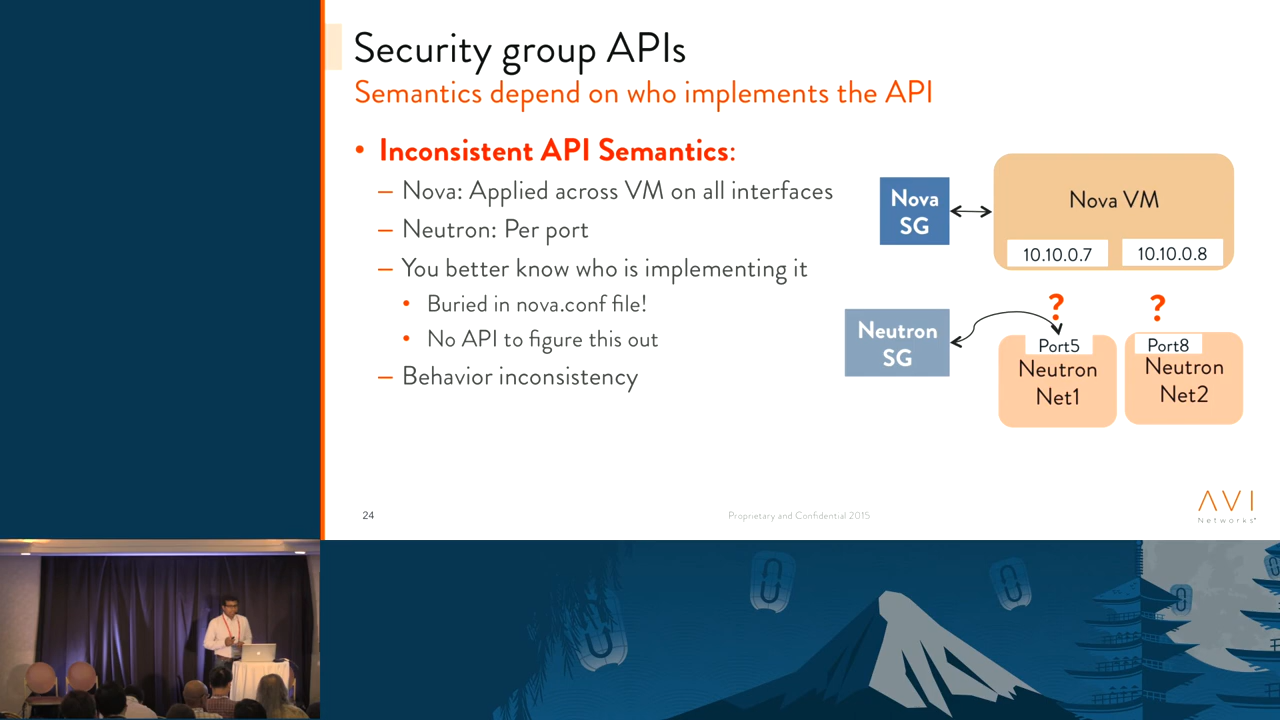 Security group APIs
Semantics depend on who implements the API
• Inconsistent API Semantics:
– Nova: Applied across VM on all interfaces
– Neutron: Per port
– You better know who is implementing it
• Buried in nova.conf file!
• No API to figure this out
– Behavior inconsistency
Nova
SG
Nova VM
10.10.0.7
10.10.0.8
?
?
Neutron
SG
Port5
Neutron
Net1
Port8
Neutron
Net2
24
Proprietary and Confidential 2015
AVI
Networks